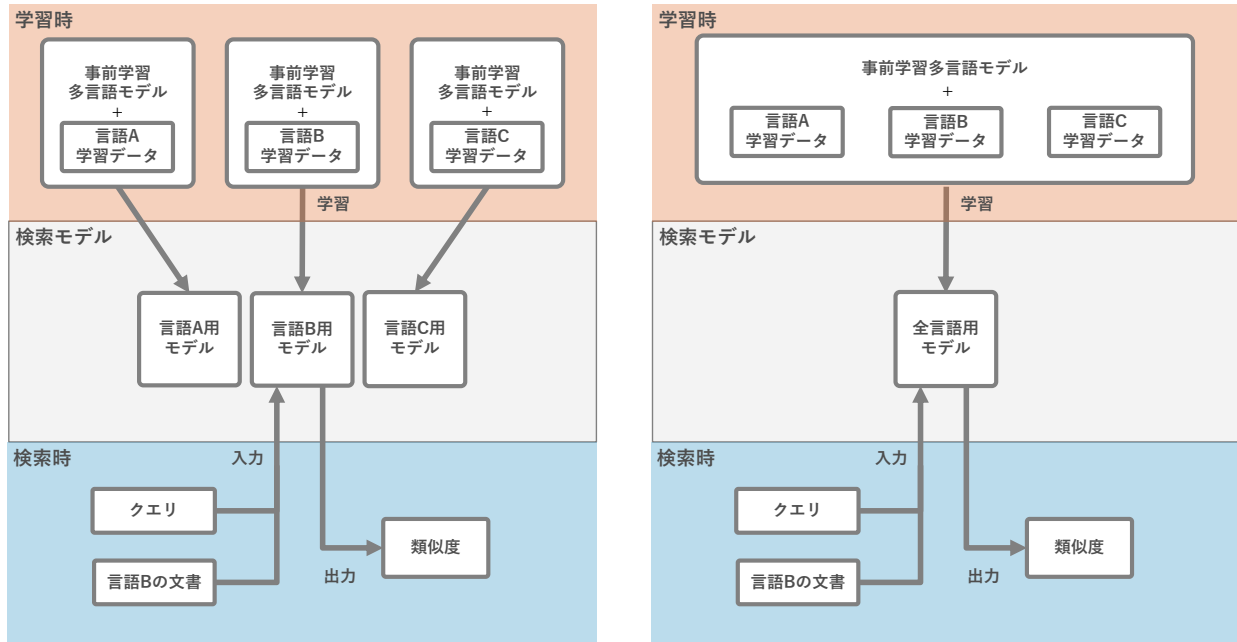 学習時
事前学習
多言語モデル
+
言語A
学習データ
事前学習
多言語モデル
+
言語B
学習データ
事前学習
多言語モデル
+
言語C
学習データ
学習
検索モデル
言語A用
モデル
言語B用
モデル
言語C用
モデル
検索時
入力
クエリ
言語Bの文書
出力
類似度
学習時
事前学習多言語モデル
+
言語A
学習データ
言語B
学習データ
言語C
学習データ
学習
検索モデル
全言語用
モデル
検索時
入力
クエリ
言語Bの文書
出力
類似度